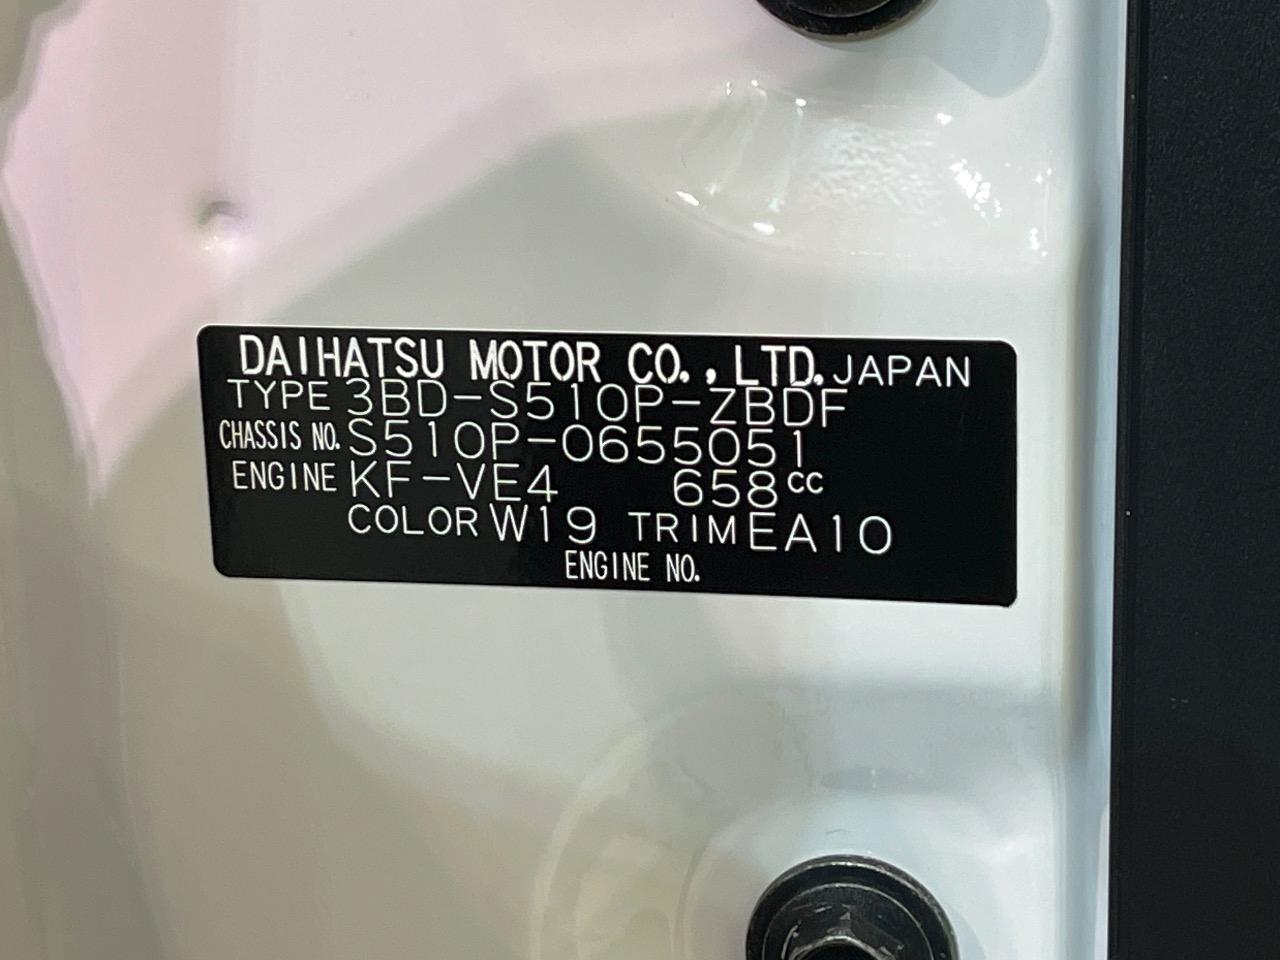 DAIHATSU MOTOR CO., LTD. JAPAN
TYPE 3BD-S510P-ZBDF
CHASSIS NO. S510P-0655051
ENGINE KF-VE4 658cc
COLOR W19 TRIM EA10
ENGINE NO.